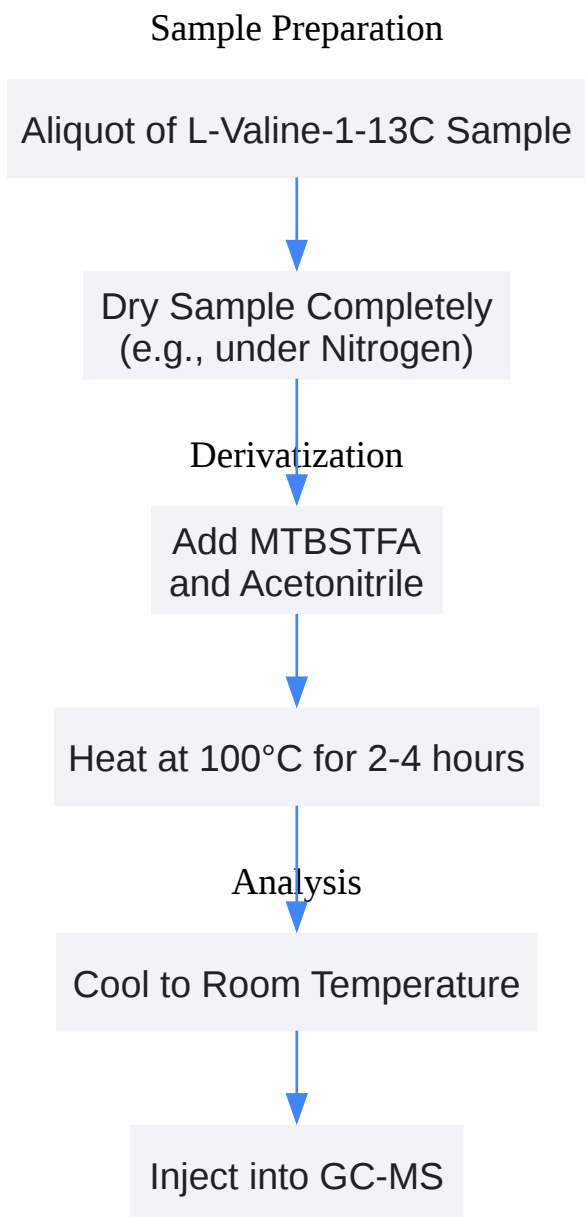 Sample Preparation
Aliquot of L-Valine-1-13C Sample
Dry Sample Completely
(e.g., under Nitrogen)
Derivatization
Add MTBSTFA
and Acetonitrile
Heat at 100°C for 2-4 hours
Analysis
Cool to Room Temperature
Inject into GC-MS